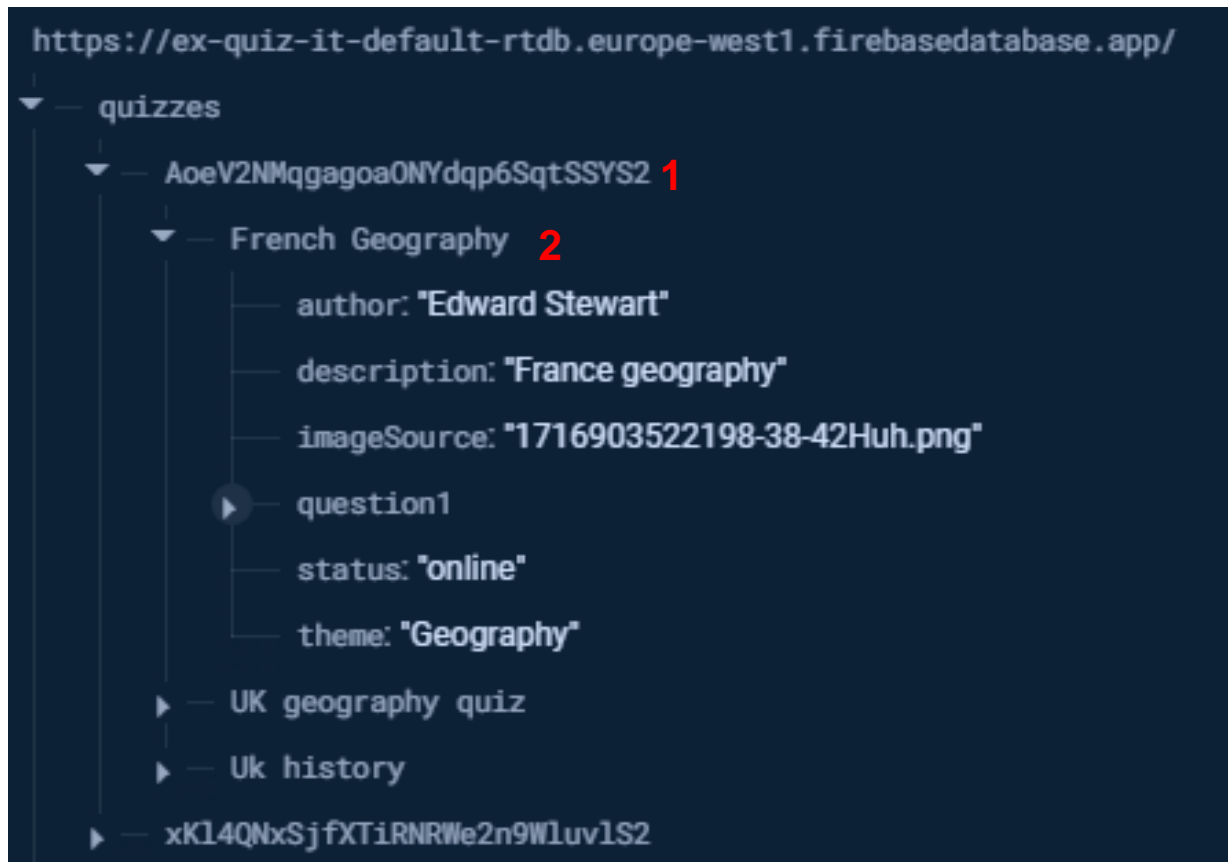 https://ex-quiz-it-default-rtdb.europe-west1.firebasedatabase.app/
quizzes
AoeV2NMqgagoaONYdqp6SqtSSYS2 1
French Geography 2
author: "Edward Stewart"
description: "France geography"
imageSource: "1716903522198-38-42Huh.png"
question1
status: "online"
theme: "Geography"
UK geography quiz
Uk history
xKl4QNxSjfXTiRNRWe2n9WluvlS2